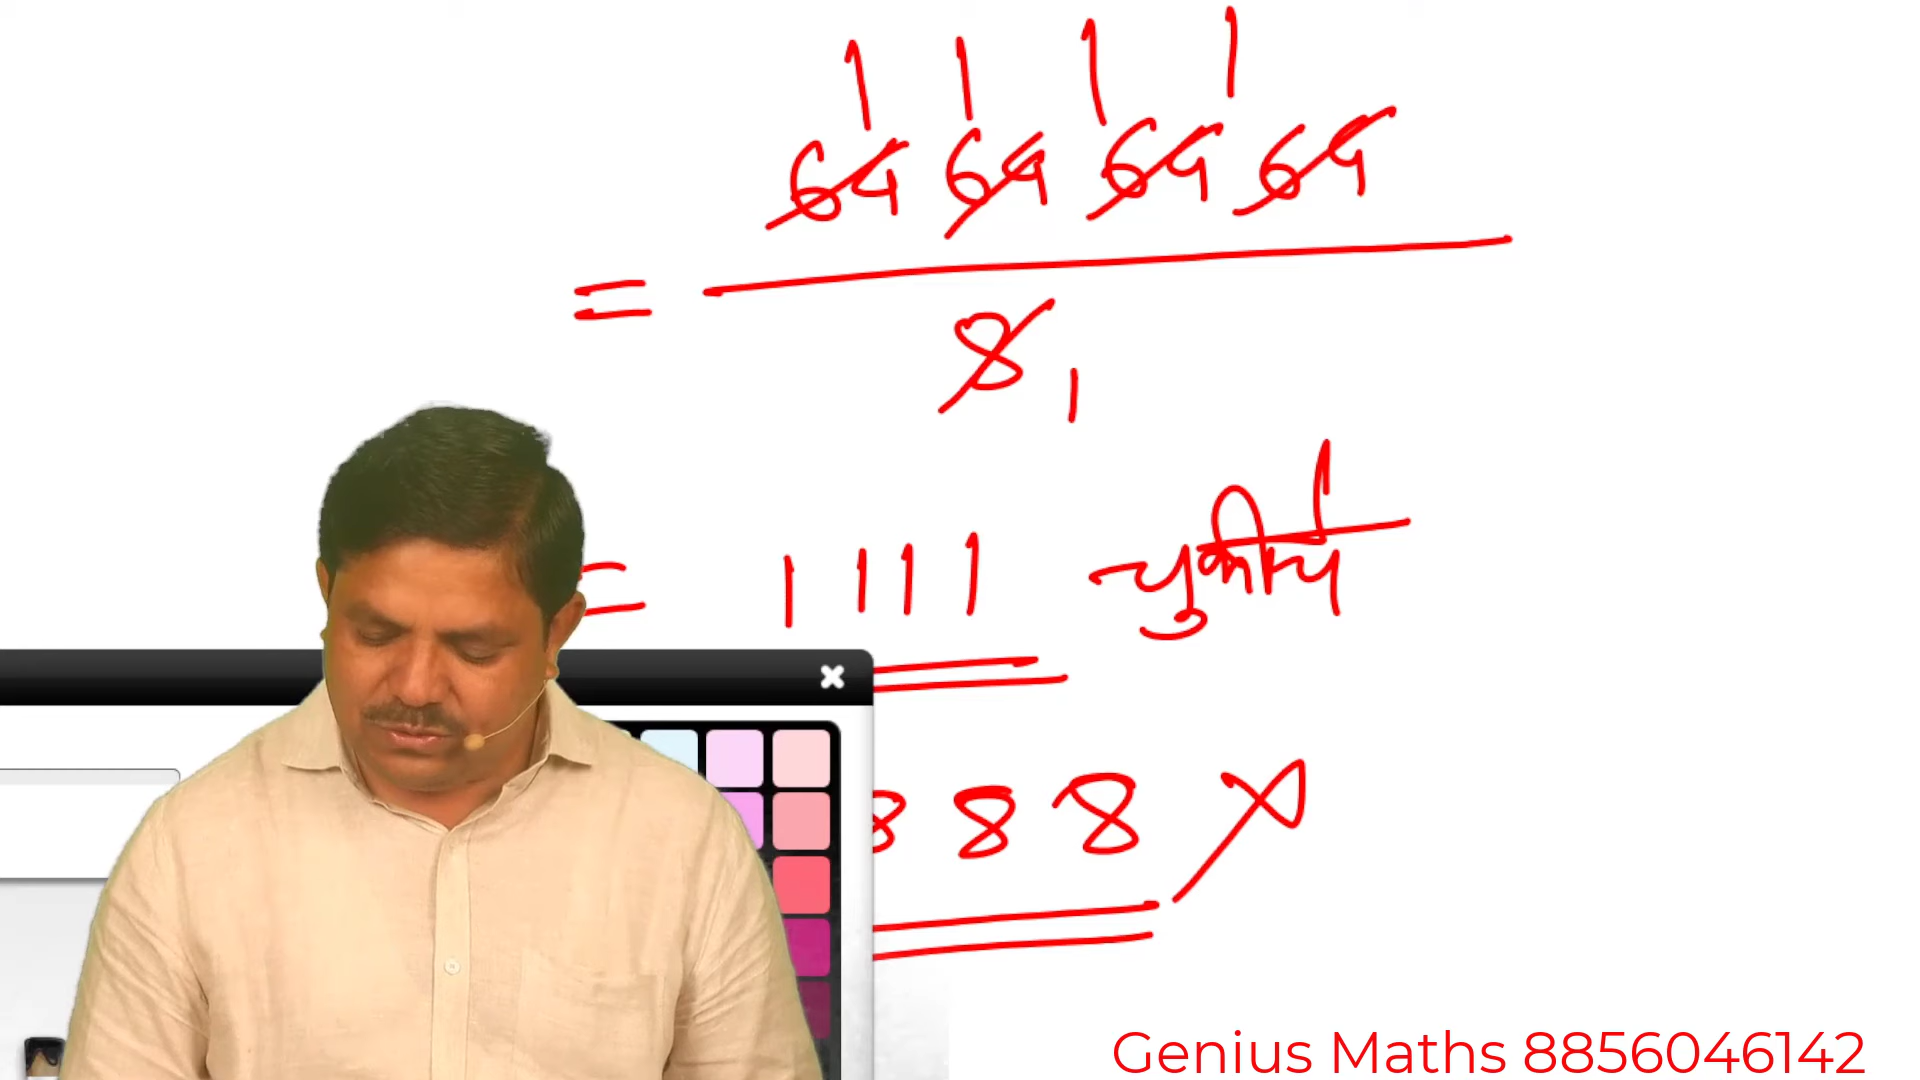 1 1 1 1
64 64 64 64
=
8 1
= 1111
888
Genius Maths 8856046142